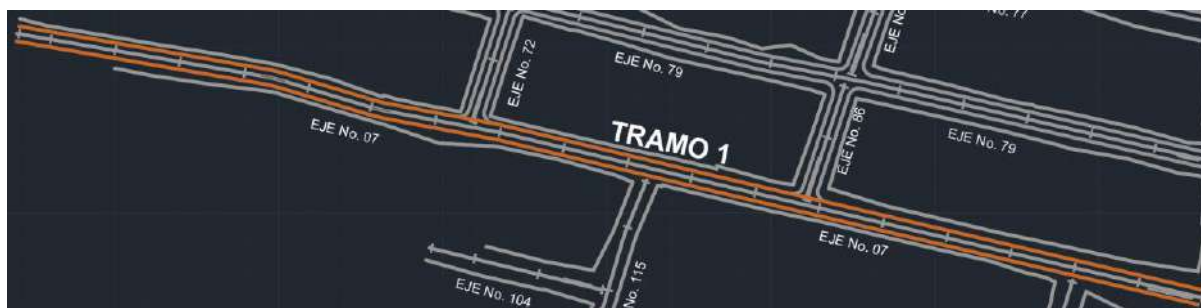 EJE No. 72
EJE No. 79
EJE No. 07
TRAMO 1
EJE No. 86
EJE No. 79
EJE No. 07
EJE No. 104
No. 115